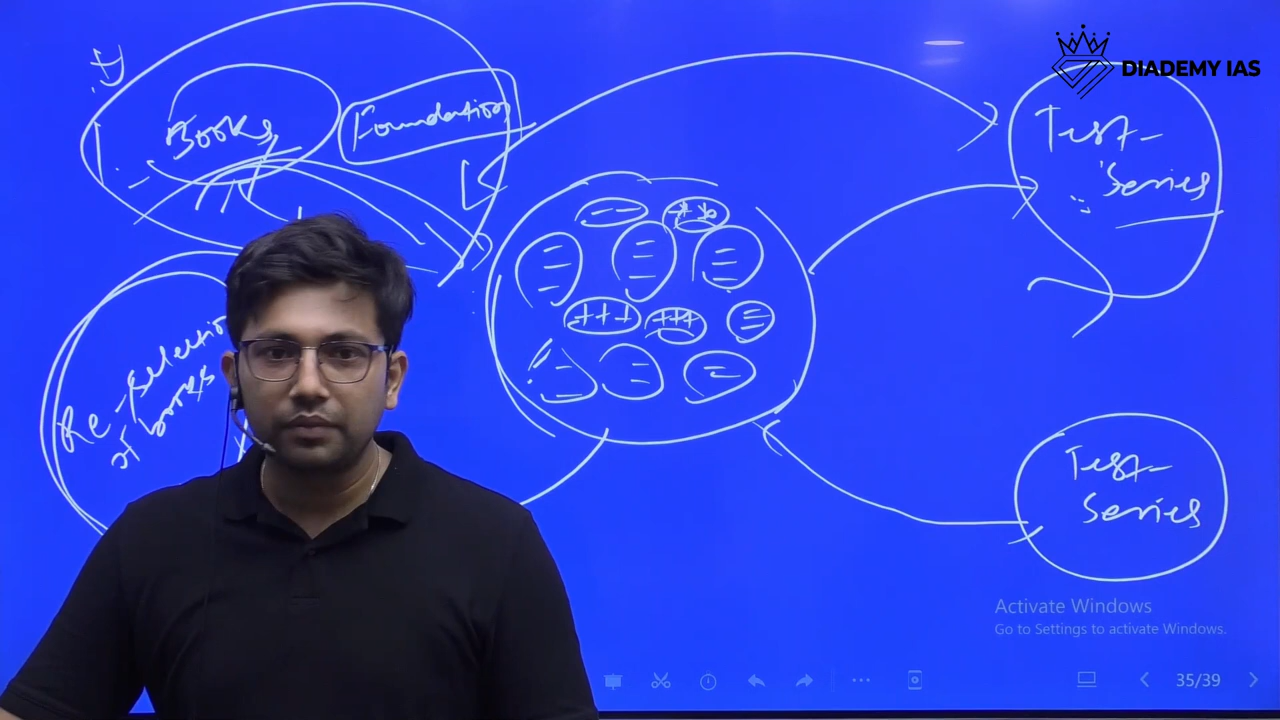 DIADEMY IAS
Books
Foundation
Test-
Series
Re-selection
of books
Test-
Series
Activate Windows
Go to Settings to activate Windows.
35/39